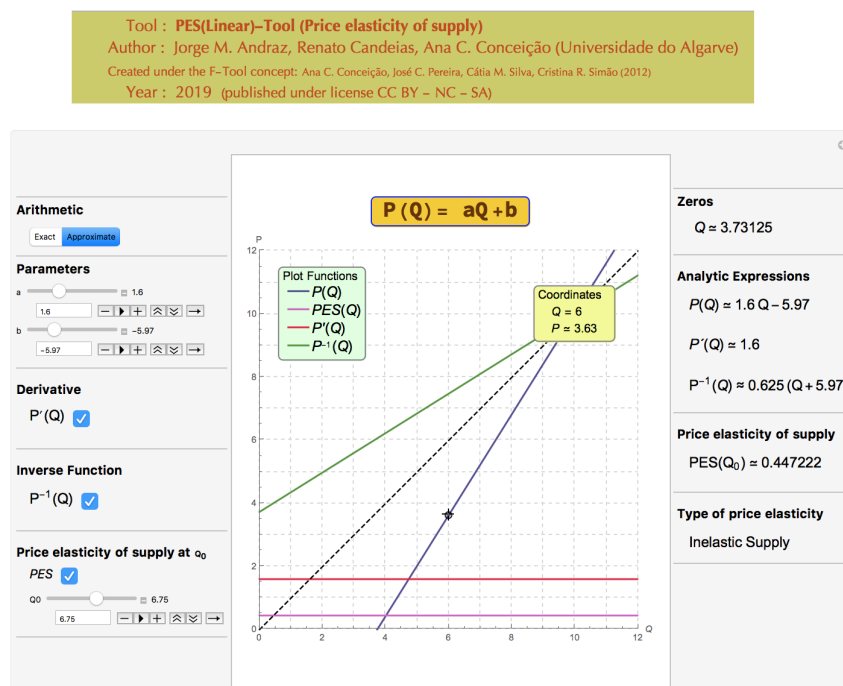 Tool : PES(Linear)–Tool (Price elasticity of supply)
Author : Jorge M. Andraz, Renato Candeias, Ana C. Conceição (Universidade do Algarve)
Created under the F–Tool concept: Ana C. Conceição, José C. Pereira, Cátia M. Silva, Cristina R. Simão (2012)
Year : 2019 (published under license CC BY – NC – SA)
Arithmetic
Exact Approximate
Parameters
a 1.6
1.6
b −5.97
−5.97
Derivative
P′(Q)
Inverse Function
P⁻¹(Q)
Price elasticity of supply at Q₀
PES
Q0 6.75
6.75
P(Q) = aQ+b
P
12
10
8
6
4
2
0
0 2 4 6 8 10 12 Q
Plot Functions
P(Q)
PES(Q)
P'(Q)
P⁻¹(Q)
Coordinates
Q = 6
P ≃ 3.63
Zeros
Q ≃ 3.73125
Analytic Expressions
P(Q) ≃ 1.6 Q − 5.97
P′(Q) ≃ 1.6
P⁻¹(Q) ≈ 0.625 (Q + 5.97
Price elasticity of supply
PES(Q₀) ≃ 0.447222
Type of price elasticity
Inelastic Supply